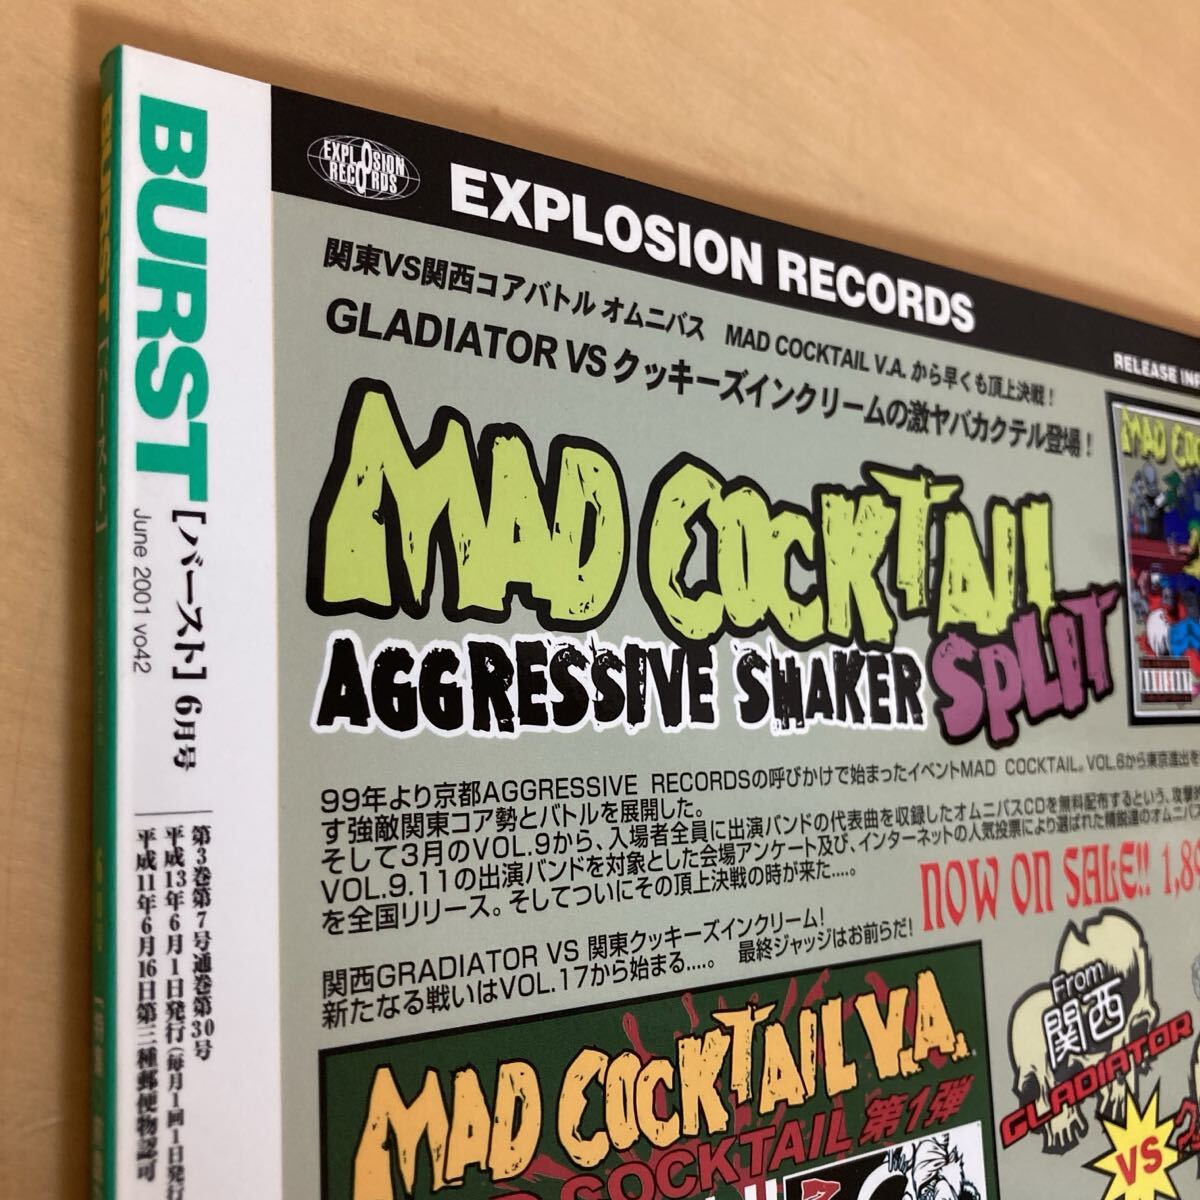 BURST [バースト] 6月号
June 2001 vo42
第3巻第7号通巻第30号
平成13年6月1日発行(毎月1回1日発行
平成11年6月16日第三種郵便物認可
BURST [バースト]
EXPLOSION RECORDS
EXPLOSION RECORDS
RELEASE INF
関東VS関西コアバトル オムニバス MAD COCKTAIL V.A. から早くも頂上決戦!
GLADIATOR VS クッキーズインクリームの激ヤバカクテル登場!
MAD COCKTAIL
AGGRESSIVE SHAKER SPLIT
99年より京都AGGRESSIVE RECORDSの呼びかけで始まったイベントMAD COCKTAIL。VOL.6から東京進出を
す強敵関東コア勢とバトルを展開した。
そして3月のVOL.9から、入場者全員に出演バンドの代表曲を収録したオムニバスCDを無料配布するという、攻撃的
VOL.9.11の出演バンドを対象とした会場アンケート及び、インターネットの人気投票により選ばれた精鋭達のオムニバ
を全国リリース。そしてついにその頂上決戦の時が来た....。
NOW ON SALE!! 1,89
関西GRADIATOR VS 関東クッキーズインクリーム!
新たなる戦いはVOL.17から始まる....。 最終ジャッジはお前らだ!
MAD COCKTAIL V.A.
COCKTAIL 第1弾
From
関西
GLADIATOR
VS